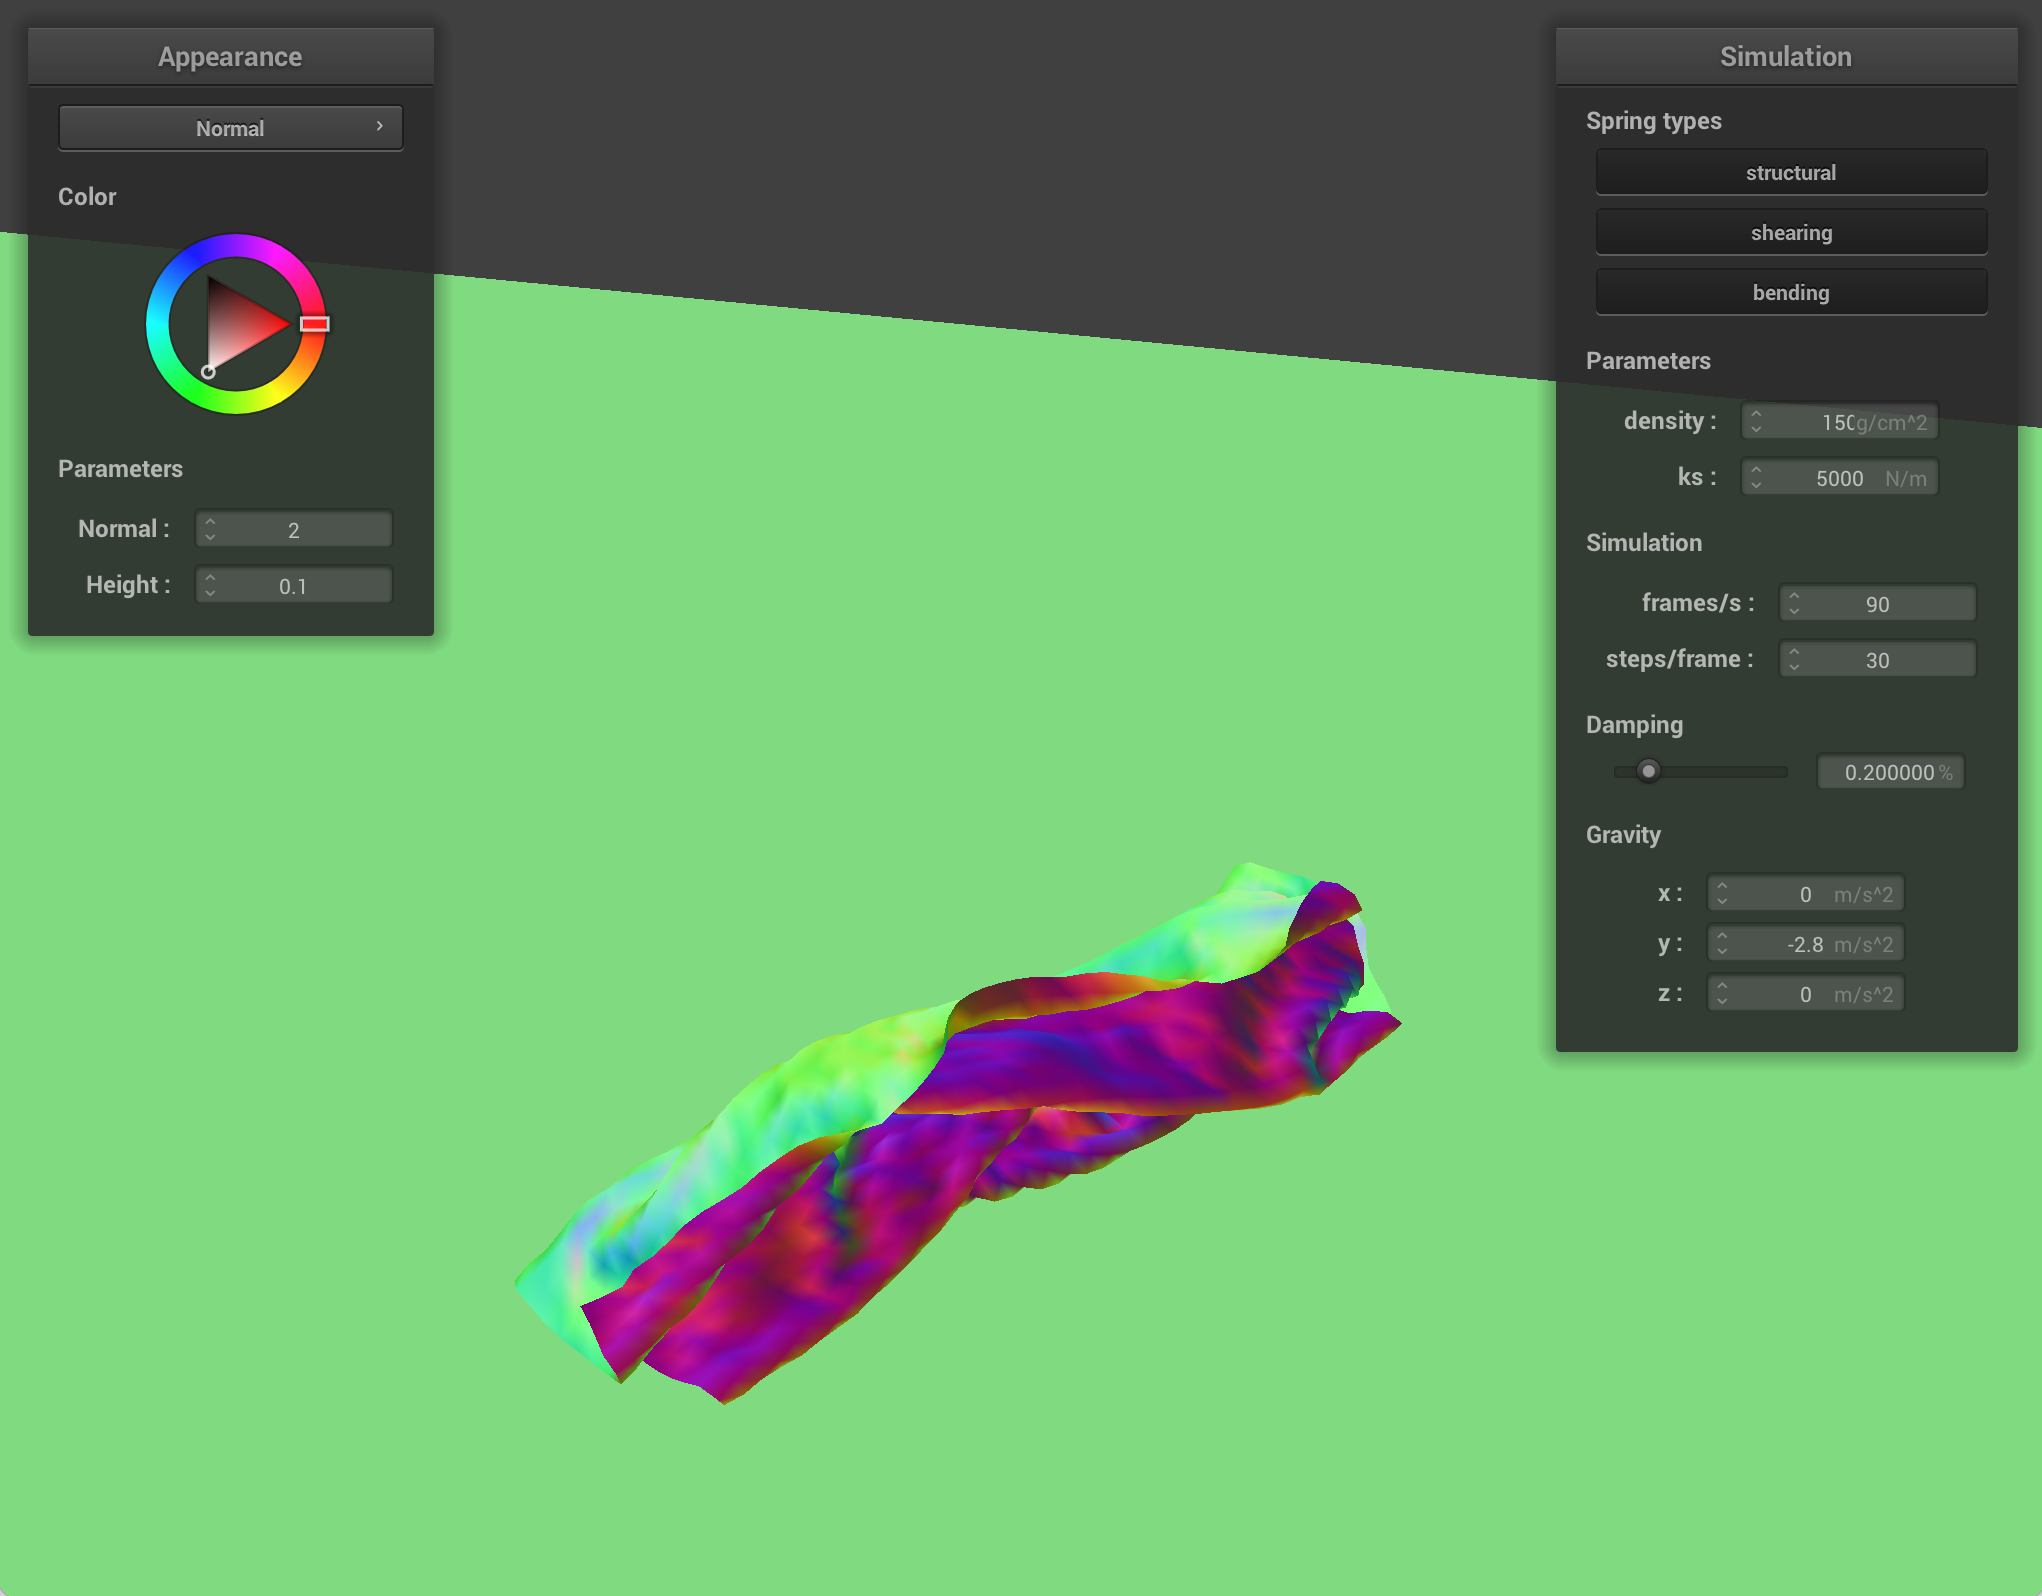 Appearance
Normal
Color
Parameters
Normal : 2
Height : 0.1
Simulation
Spring types
structural
shearing
bending
Parameters
density : 150g/cm^2
ks : 5000 N/m
Simulation
frames/s : 90
steps/frame : 30
Damping
0.200000 %
Gravity
x : 0 m/s^2
y : -2.8 m/s^2
z : 0 m/s^2